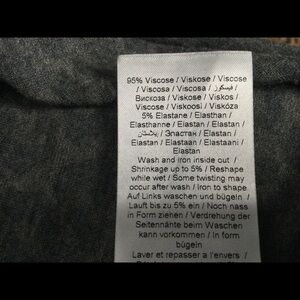 95% Viscose / Viskose / Viscose
/ Viscosa / Viscosa / فيسكوز /
Вискоза / Viskose / Viskos /
Viscose / Viskoosi / Viskóza
5% Elastane / Elasthan /
Elasthanne / Elastan / Elastan /
إيلاستان / Эластан / Elastan /
Elastan / Elastaan / Elastaani /
Elastan
Wash and iron inside out /
Shrinkage up to 5% / Reshape
while wet / Some twisting may
occur after wash / Iron to shape
Auf Links waschen und bügeln /
Lauft bis zu 5% ein / Noch nass
in Form ziehen / Verdrehung der
Seitennänte beim Waschen
kann vorkommen / In form
bügeln
Laver et repasser a l'envers /